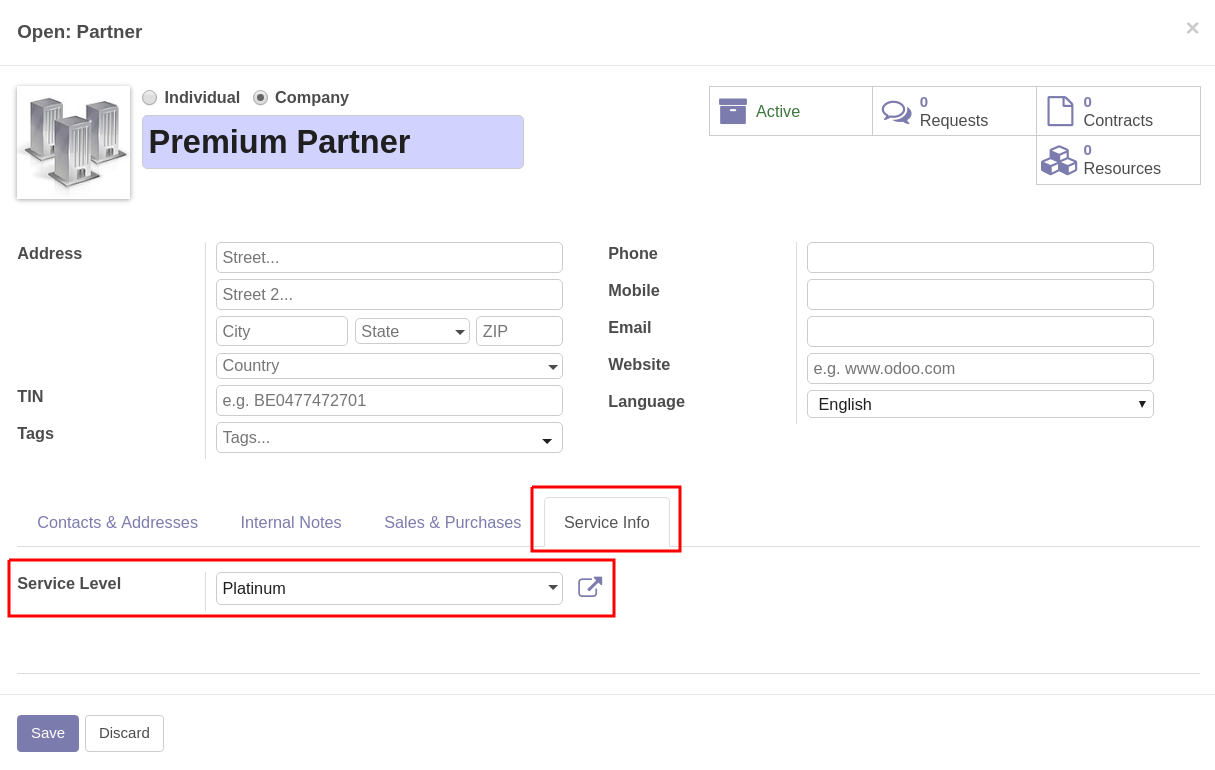 Open: Partner
×
Individual Company
Premium Partner
Active
0
Requests
0
Contracts
0
Resources
Address
Street...
Street 2...
City State ZIP
Country
TIN
e.g. BE0477472701
Tags
Tags...
Phone
Mobile
Email
Website
e.g. www.odoo.com
Language
English
Contacts & Addresses Internal Notes Sales & Purchases Service Info
Service Level Platinum
Save Discard